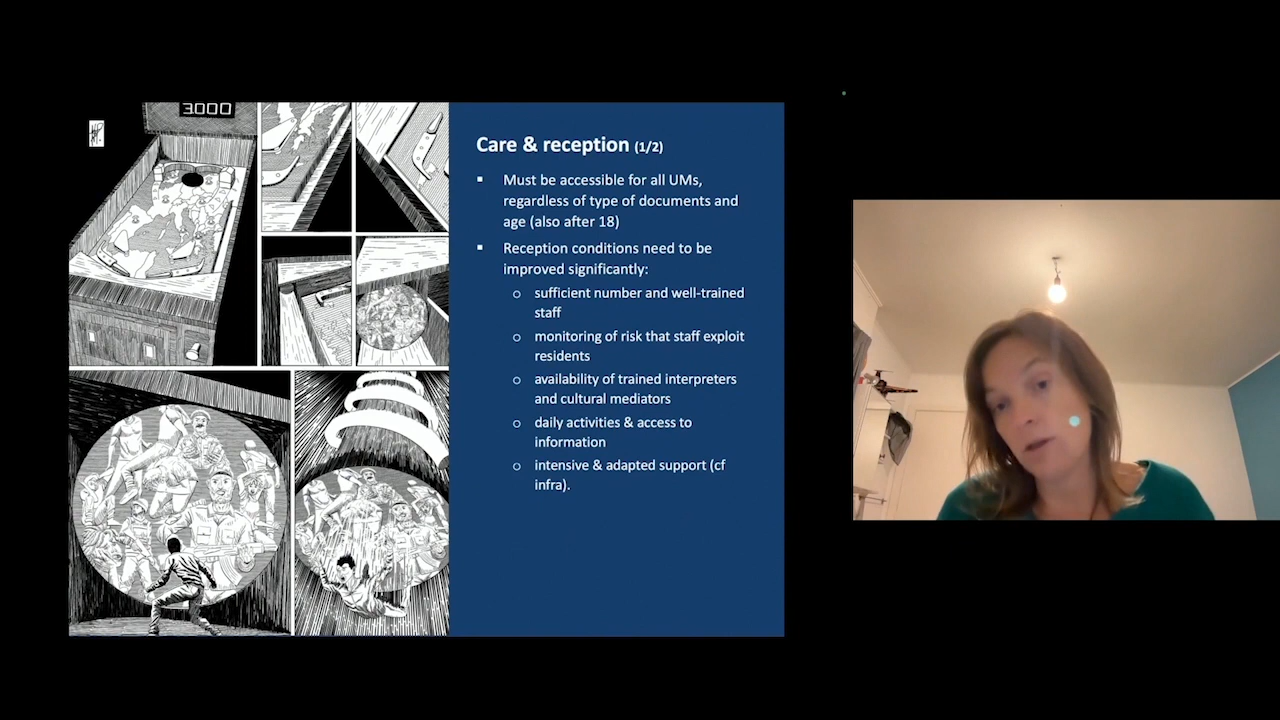 3000
Care & reception (1/2)
▪ Must be accessible for all UMs,
regardless of type of documents and
age (also after 18)
▪ Reception conditions need to be
improved significantly:
o sufficient number and well-trained
staff
o monitoring of risk that staff exploit
residents
o availability of trained interpreters
and cultural mediators
o daily activities & access to
information
o intensive & adapted support (cf
infra).